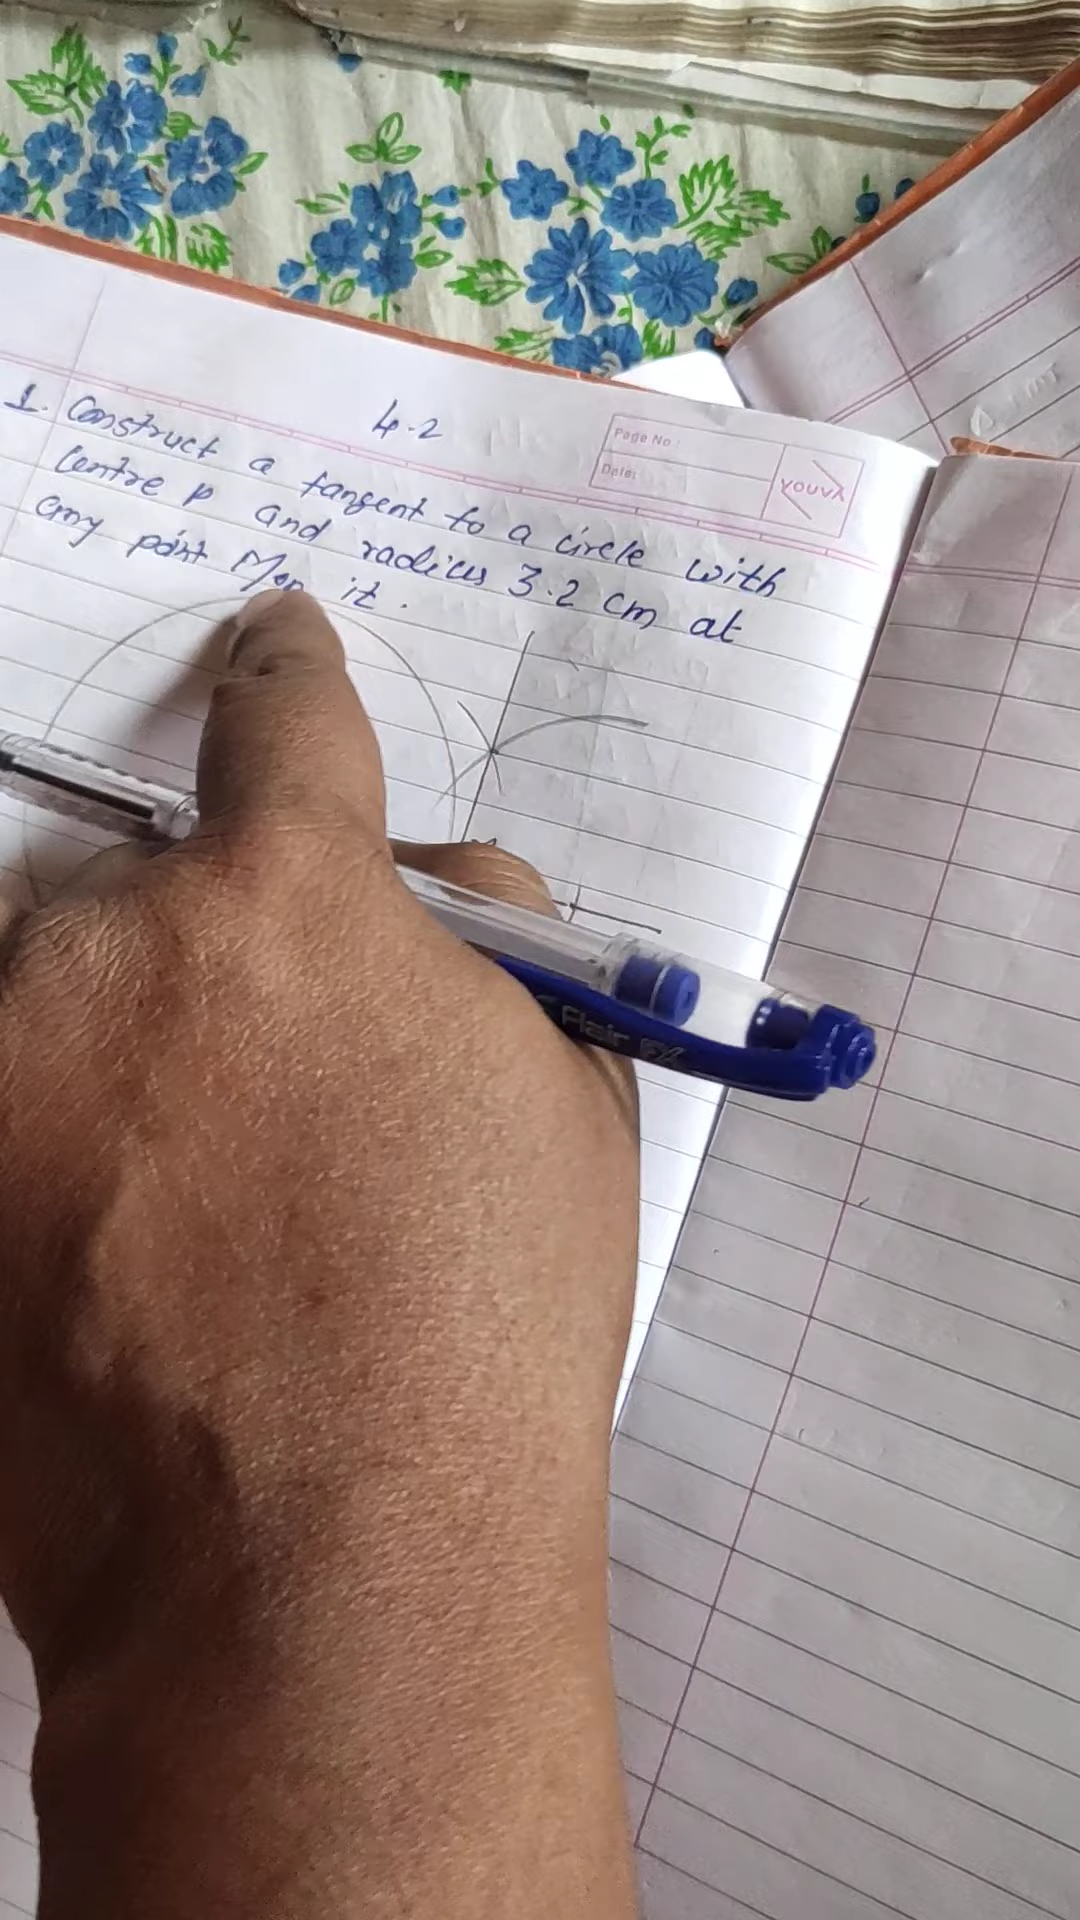 4.2
Page No :
Date:
YOUVA
1. Construct a tangent to a circle with
centre p and radius 3.2 cm at
any point M on it.
Flair FX